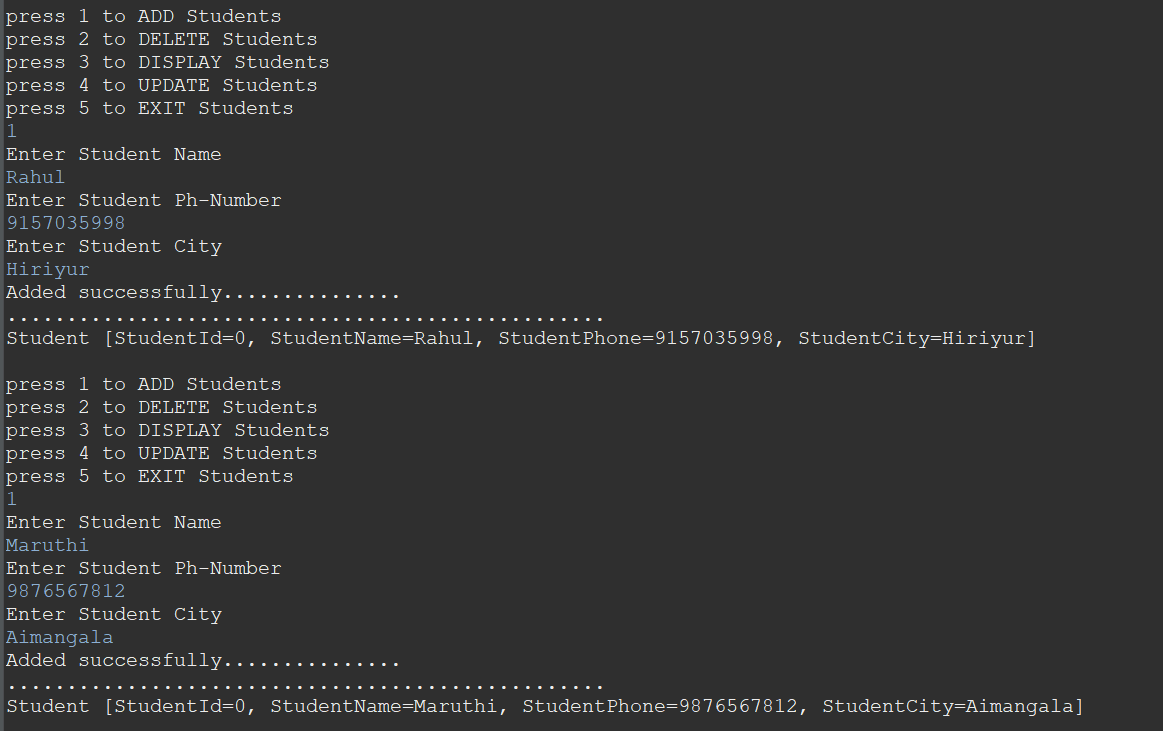 press 1 to ADD Students
press 2 to DELETE Students
press 3 to DISPLAY Students
press 4 to UPDATE Students
press 5 to EXIT Students
1
Enter Student Name
Rahul
Enter Student Ph-Number
9157035998
Enter Student City
Hiriyur
Added successfully...............
..................................................
Student [StudentId=0, StudentName=Rahul, StudentPhone=9157035998, StudentCity=Hiriyur]
press 1 to ADD Students
press 2 to DELETE Students
press 3 to DISPLAY Students
press 4 to UPDATE Students
press 5 to EXIT Students
1
Enter Student Name
Maruthi
Enter Student Ph-Number
9876567812
Enter Student City
Aimangala
Added successfully...............
..................................................
Student [StudentId=0, StudentName=Maruthi, StudentPhone=9876567812, StudentCity=Aimangala]